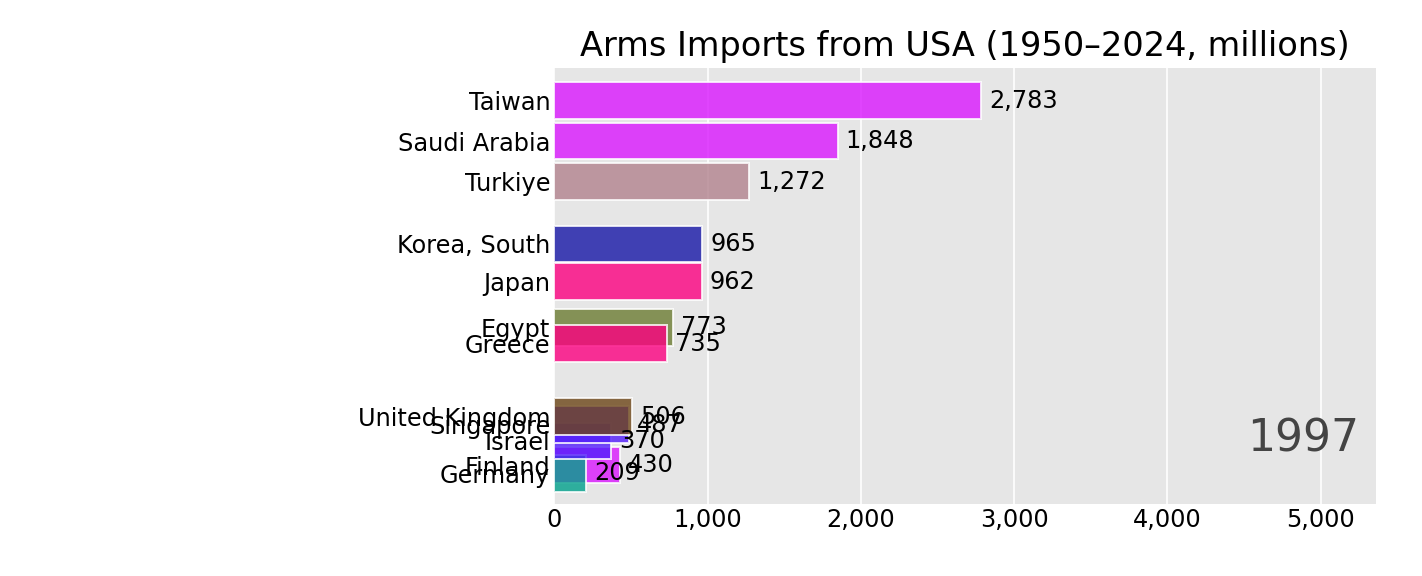 Arms Imports from USA (1950–2024, millions)
Taiwan 2,783
Saudi Arabia 1,848
Turkiye 1,272
Korea, South 965
Japan 962
Egypt 773
Greece 735
United Kingdom 506
Singapore 487
Israel 370
Finland 430
Germany 209
1997
0 1,000 2,000 3,000 4,000 5,000